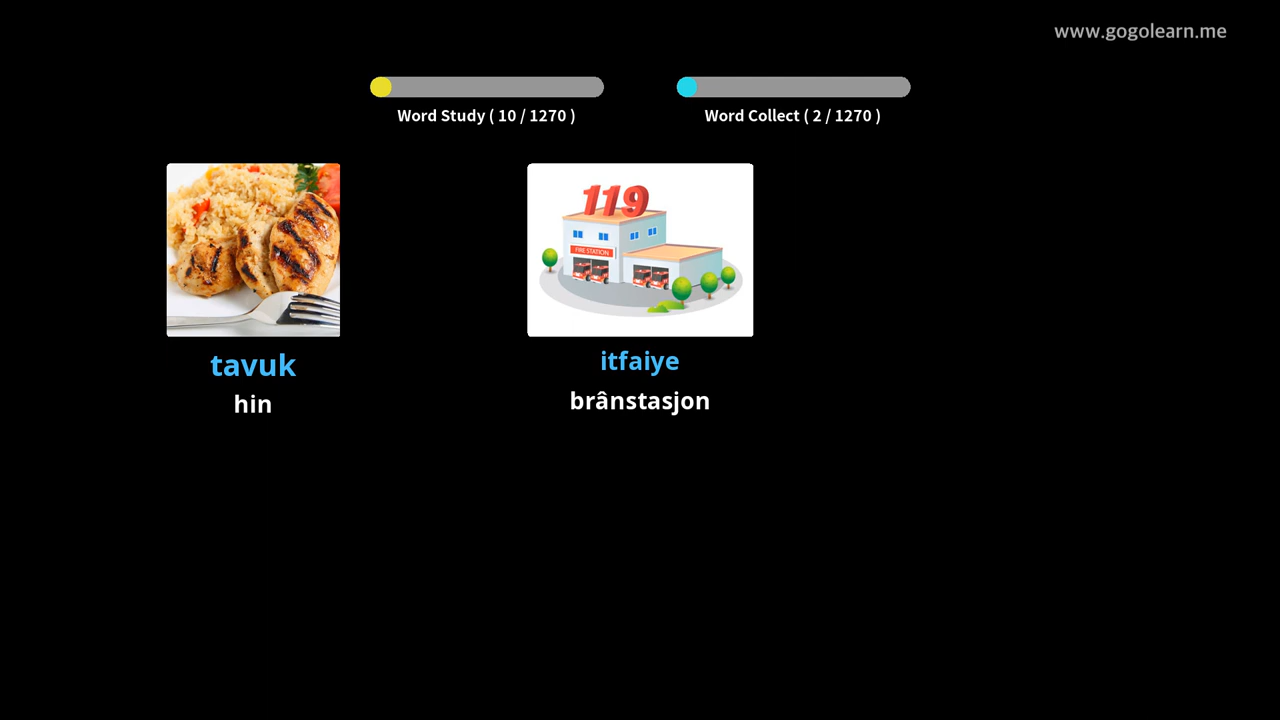 www.gogolearn.me
Word Study ( 10 / 1270 )
Word Collect ( 2 / 1270 )
119
FIRE STATION
tavuk
itfaiye
hin
brânstasjon